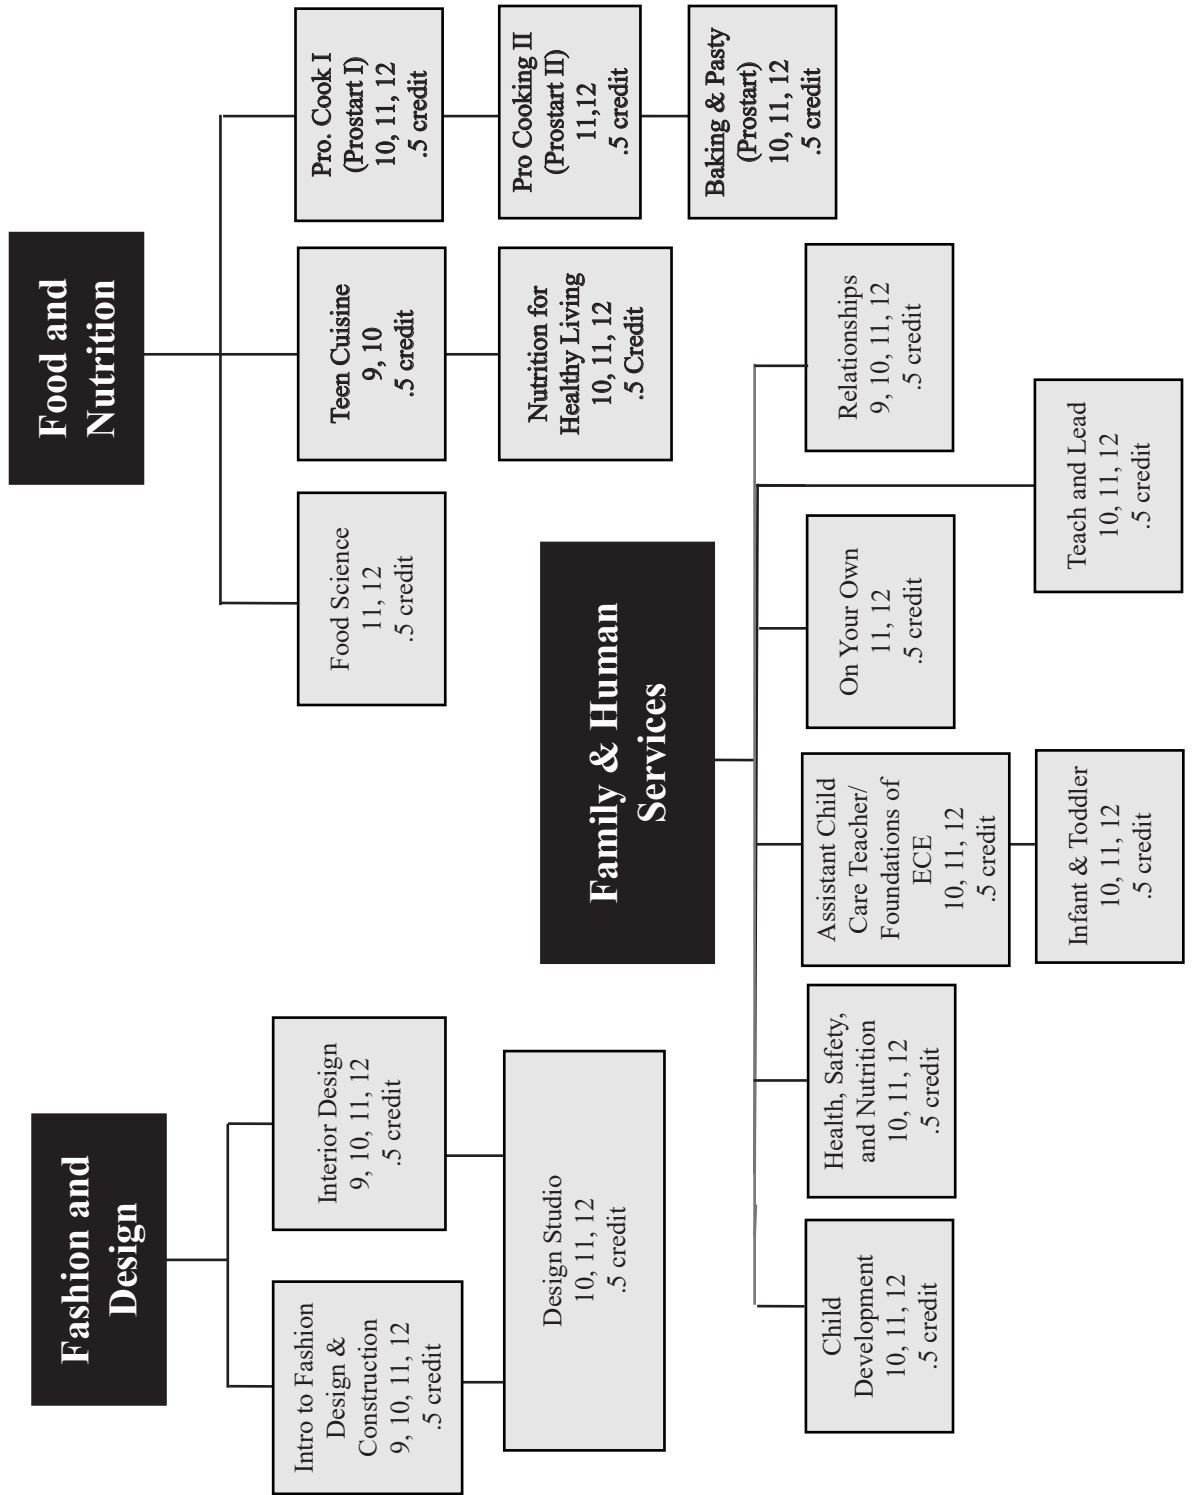 Fashion and
Design
Intro to Fashion
Design &
Construction
9, 10, 11, 12
.5 credit
Interior Design
9, 10, 11, 12
.5 credit
Design Studio
10, 11, 12
.5 credit
Food and
Nutrition
Food Science
11, 12
.5 credit
Teen Cuisine
9, 10
.5 credit
Nutrition for
Healthy Living
10, 11, 12
.5 Credit
Pro. Cook I
(Prostart I)
10, 11, 12
.5 credit
Pro Cooking II
(Prostart II)
11,12
.5 credit
Baking & Pasty
(Prostart)
10, 11, 12
.5 credit
Family & Human
Services
Child
Development
10, 11, 12
.5 credit
Health, Safety,
and Nutrition
10, 11, 12
.5 credit
Assistant Child
Care Teacher/
Foundations of
ECE
10, 11, 12
.5 credit
Infant & Toddler
10, 11, 12
.5 credit
On Your Own
11, 12
.5 credit
Teach and Lead
10, 11, 12
.5 credit
Relationships
9, 10, 11, 12
.5 credit